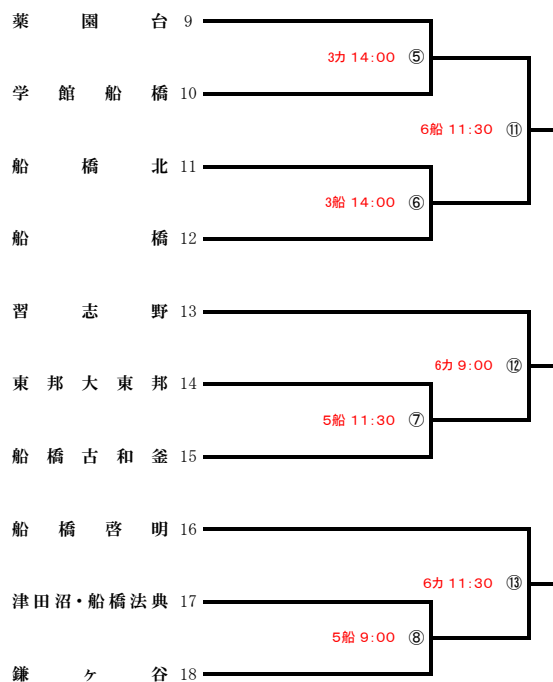 薬園台 9
3カ 14:00 ⑤
学館船橋 10
6船 11:30 ⑪
船橋北 11
3船 14:00 ⑥
船橋 12
習志野 13
6カ 9:00 ⑫
東邦大東邦 14
5船 11:30 ⑦
船橋古和釜 15
船橋啓明 16
6カ 11:30 ⑬
津田沼・船橋法典 17
5船 9:00 ⑧
鎌ヶ谷 18